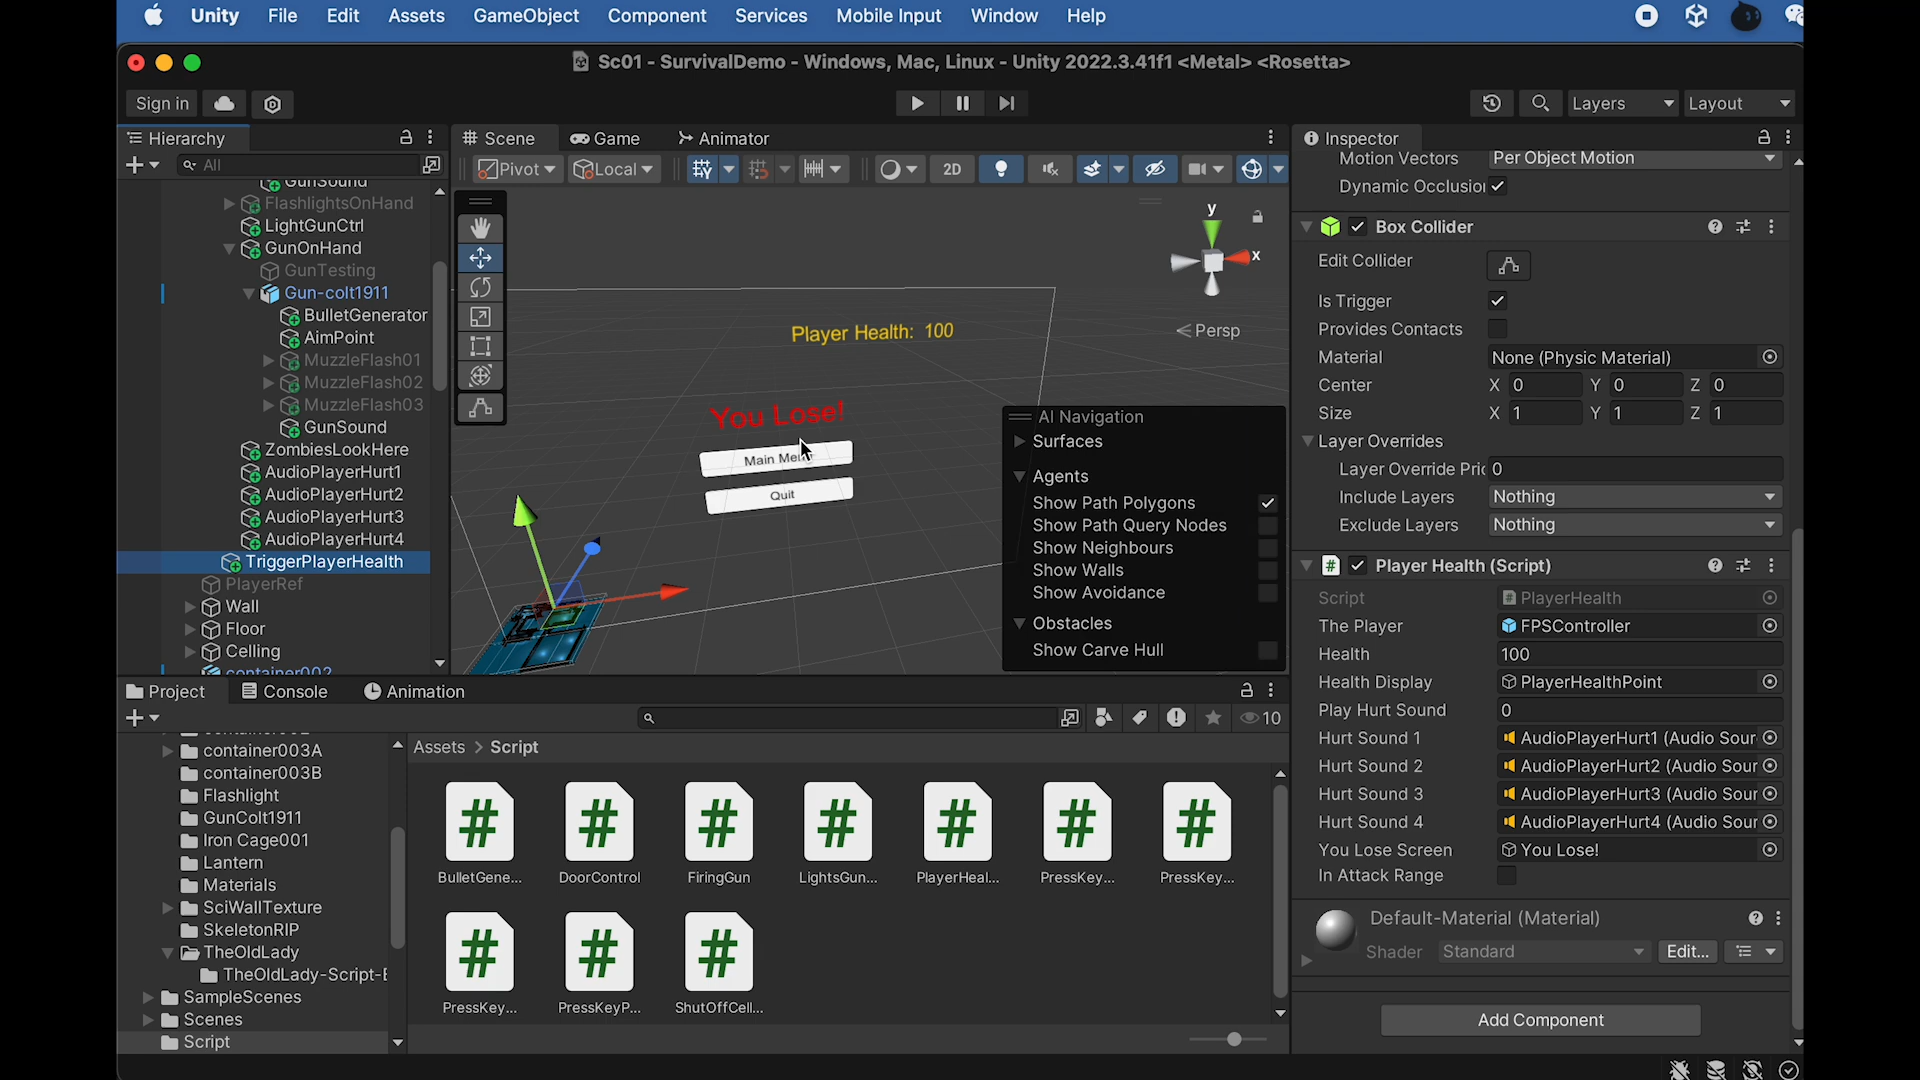 Unity File Edit Assets GameObject Component Services Mobile Input Window Help
Sc01 - SurvivalDemo - Windows, Mac, Linux - Unity 2022.3.41f1 <Metal> <Rosetta>
Sign in
Layers
Layout
Hierarchy
All
GunSound
FlashlightsOnHand
LightGunCtrl
GunOnHand
GunTesting
Gun-colt1911
BulletGenerator
AimPoint
MuzzleFlash01
MuzzleFlash02
MuzzleFlash03
GunSound
ZombiesLookHere
AudioPlayerHurt1
AudioPlayerHurt2
AudioPlayerHurt3
AudioPlayerHurt4
TriggerPlayerHealth
PlayerRef
Wall
Floor
Celling
container002
Scene Game Animator
Pivot Local 2D
y
x
Persp
Player Health: 100
You Lose!
Main Menu
Quit
AI Navigation
Surfaces
Agents
Show Path Polygons
Show Path Query Nodes
Show Neighbours
Show Walls
Show Avoidance
Obstacles
Show Carve Hull
Inspector
Motion Vectors Per Object Motion
Dynamic Occlusion
Box Collider
Edit Collider
Is Trigger
Provides Contacts
Material None (Physic Material)
Center X 0 Y 0 Z 0
Size X 1 Y 1 Z 1
Layer Overrides
Layer Override Pric 0
Include Layers Nothing
Exclude Layers Nothing
Player Health (Script)
Script PlayerHealth
The Player FPSController
Health 100
Health Display PlayerHealthPoint
Play Hurt Sound 0
Hurt Sound 1 AudioPlayerHurt1 (Audio Sour
Hurt Sound 2 AudioPlayerHurt2 (Audio Sour
Hurt Sound 3 AudioPlayerHurt3 (Audio Sour
Hurt Sound 4 AudioPlayerHurt4 (Audio Sour
You Lose Screen You Lose!
In Attack Range
Default-Material (Material)
Shader Standard Edit...
Add Component
Project Console Animation
10
container003A
container003B
Flashlight
GunColt1911
Iron Cage001
Lantern
Materials
SciWallTexture
SkeletonRIP
TheOldLady
TheOldLady-Script-E
SampleScenes
Scenes
Script
Assets > Script
BulletGene... DoorControl FiringGun LightsGun... PlayerHeal... PressKey... PressKey...
PressKey... PressKeyP... ShutOffCell...